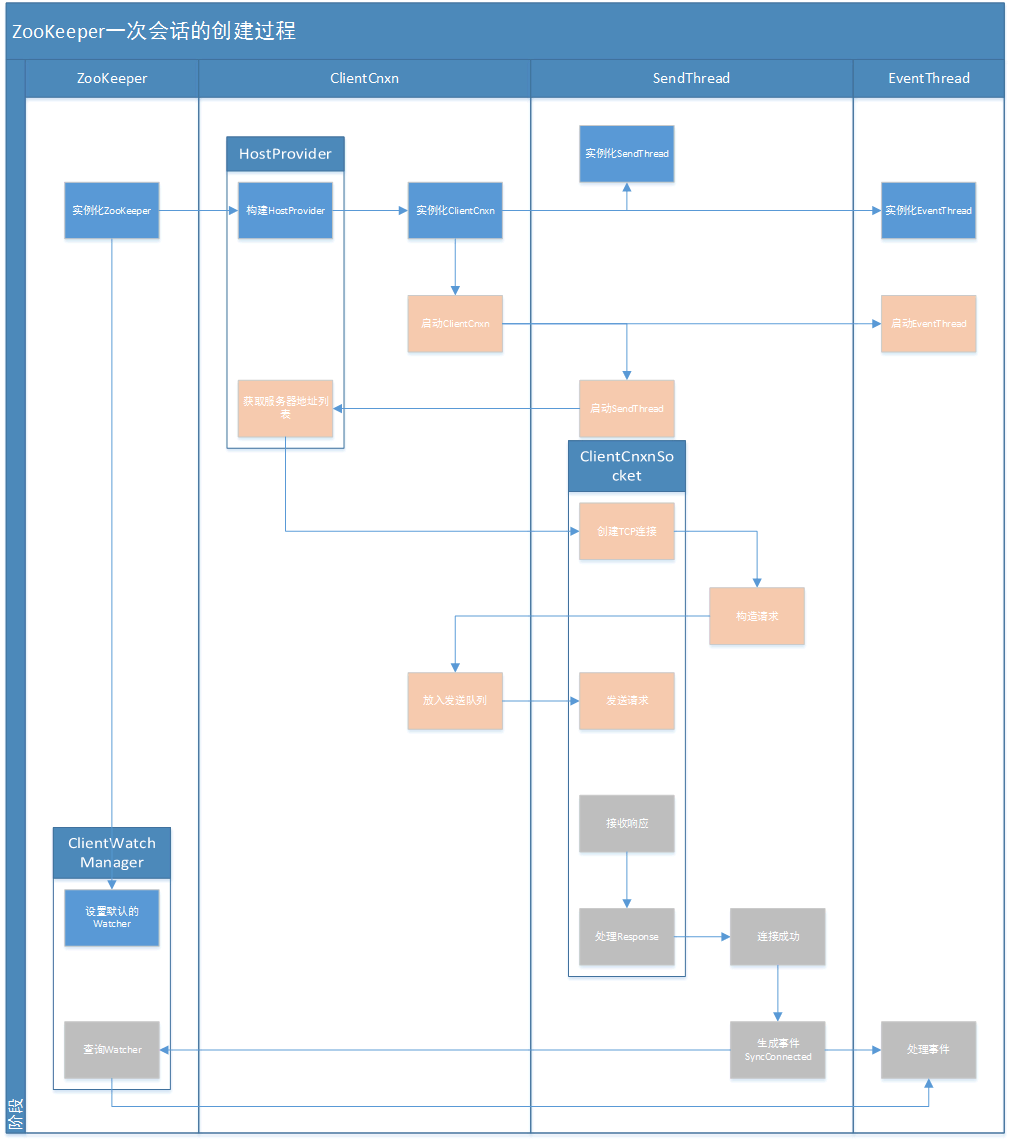 ZooKeeper一次会话的创建过程
ZooKeeper
ClientCnxn
SendThread
EventThread
实例化SendThread
HostProvider
实例化ZooKeeper
构建HostProvider
实例化ClientCnxn
实例化EventThread
启动ClientCnxn
启动EventThread
获取服务器地址列
表
启动SendThread
ClientCnxnSo
cket
创建TCP连接
构造请求
放入发送队列
发送请求
接收响应
ClientWatch
Manager
设置默认的
Watcher
处理Response
连接成功
查询Watcher
生成事件
SyncConnected
处理事件
阶段